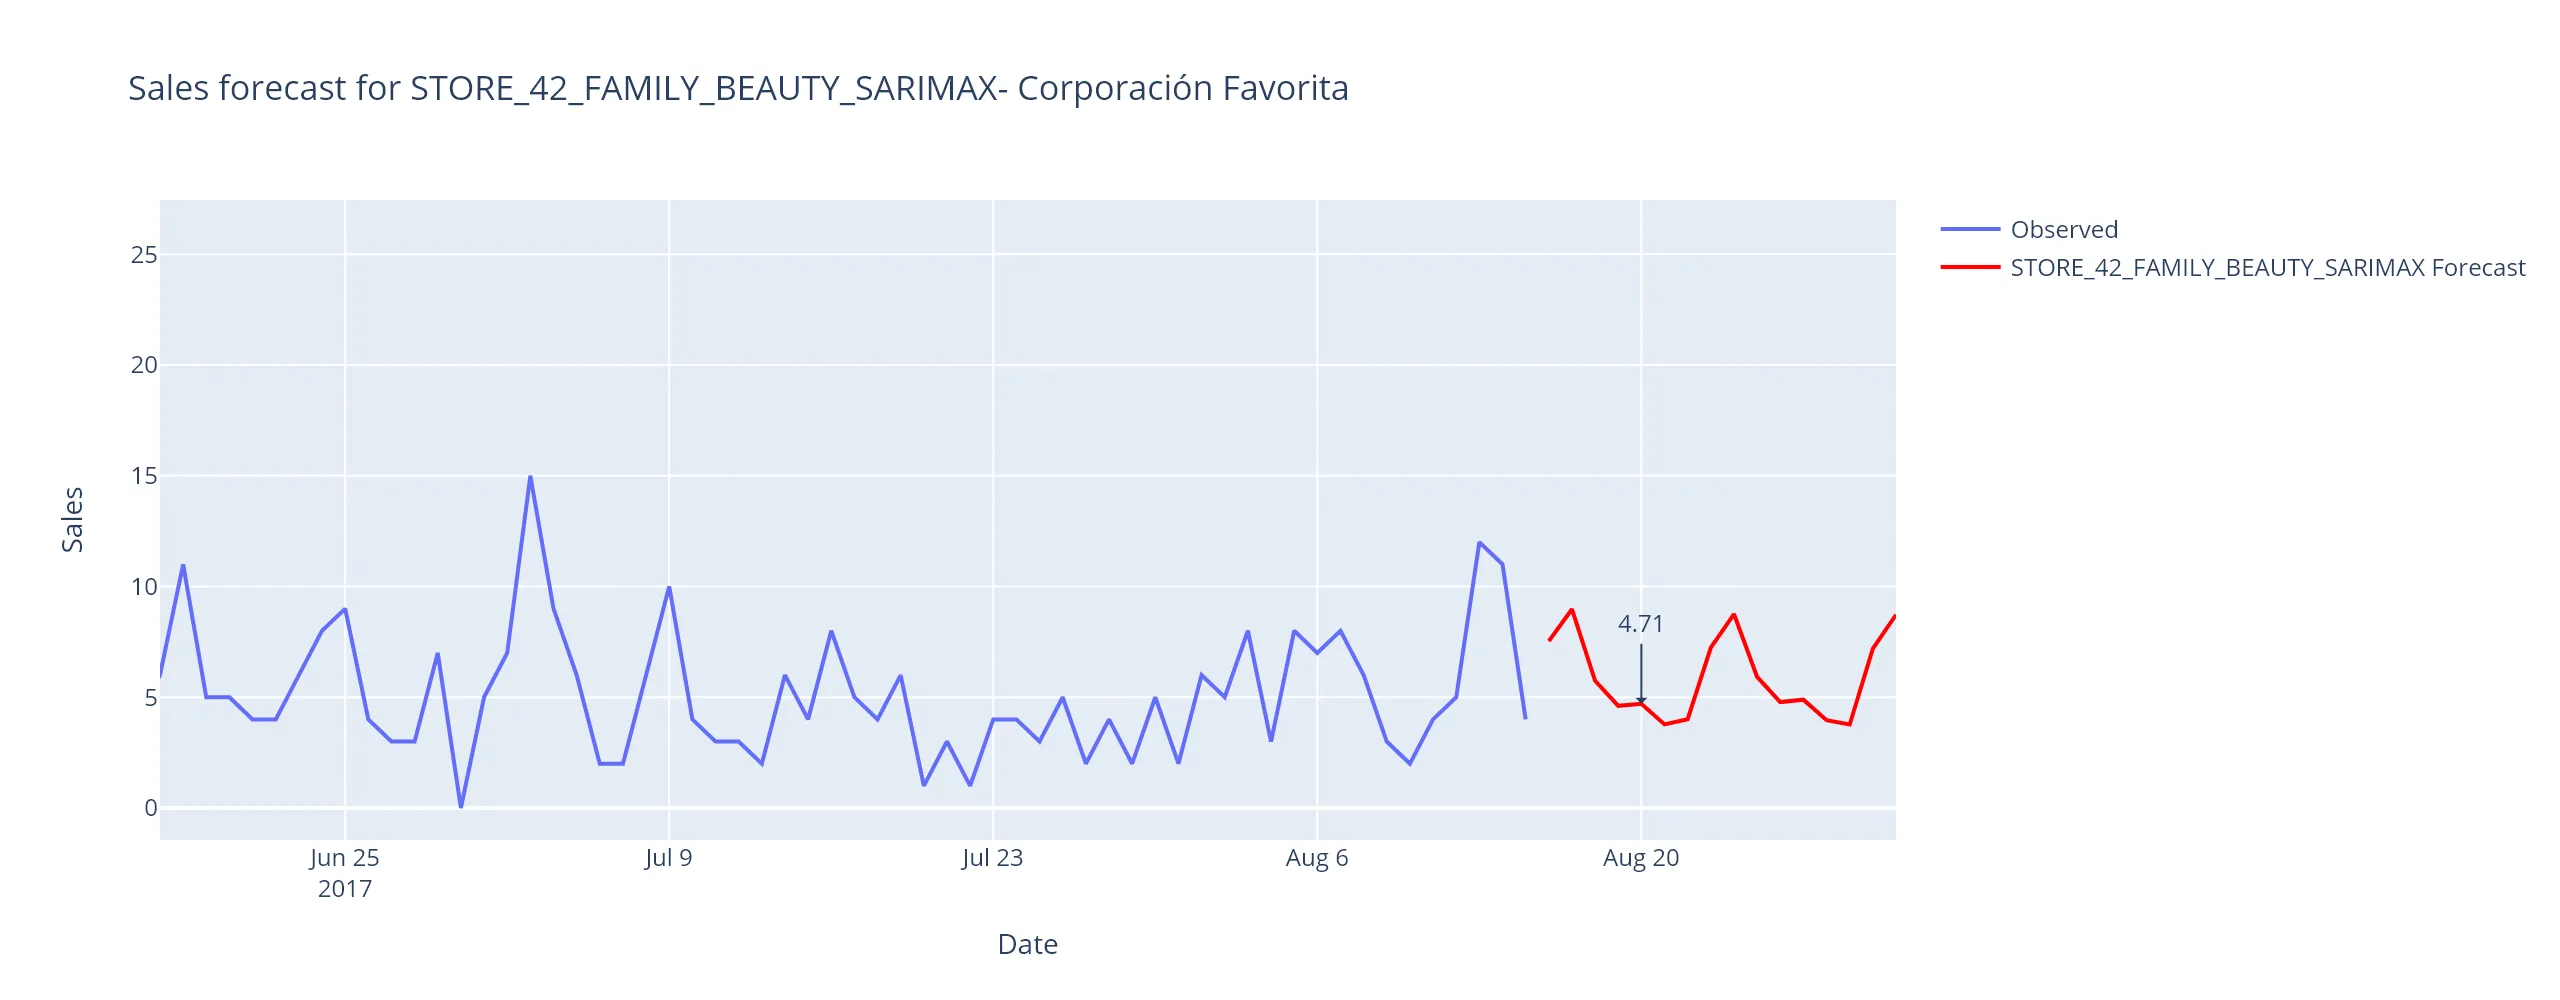 Sales forecast for STORE_42_FAMILY_BEAUTY_SARIMAX- Corporación Favorita
Observed
STORE_42_FAMILY_BEAUTY_SARIMAX Forecast
25
20
15
10
5
0
Sales
4.71
Jun 25
2017
Jul 9
Jul 23
Aug 6
Aug 20
Date